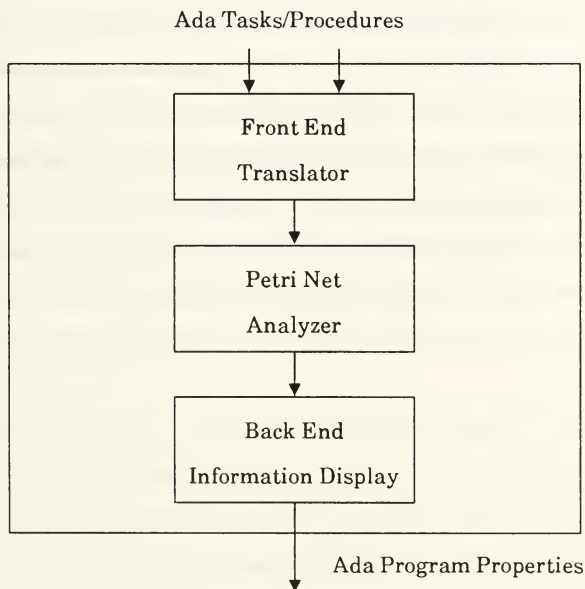 Ada Tasks/Procedures
Front End
Translator
Petri Net
Analyzer
Back End
Information Display
Ada Program Properties